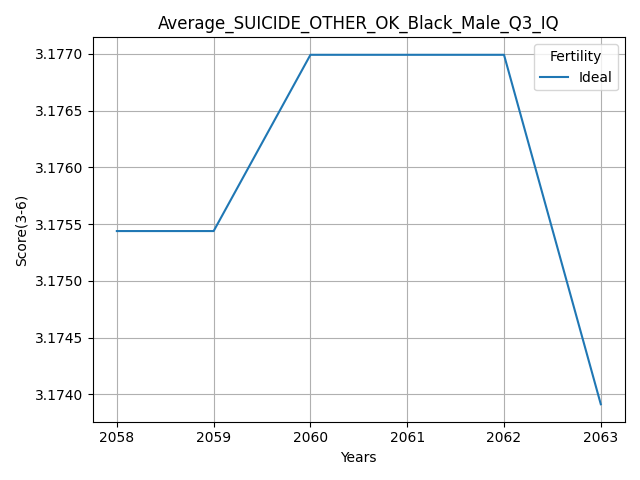 Average_SUICIDE_OTHER_OK_Black_Male_Q3_IQ
Fertility
Ideal
Score(3-6)
3.1770
3.1765
3.1760
3.1755
3.1750
3.1745
3.1740
2058 2059 2060 2061 2062 2063
Years